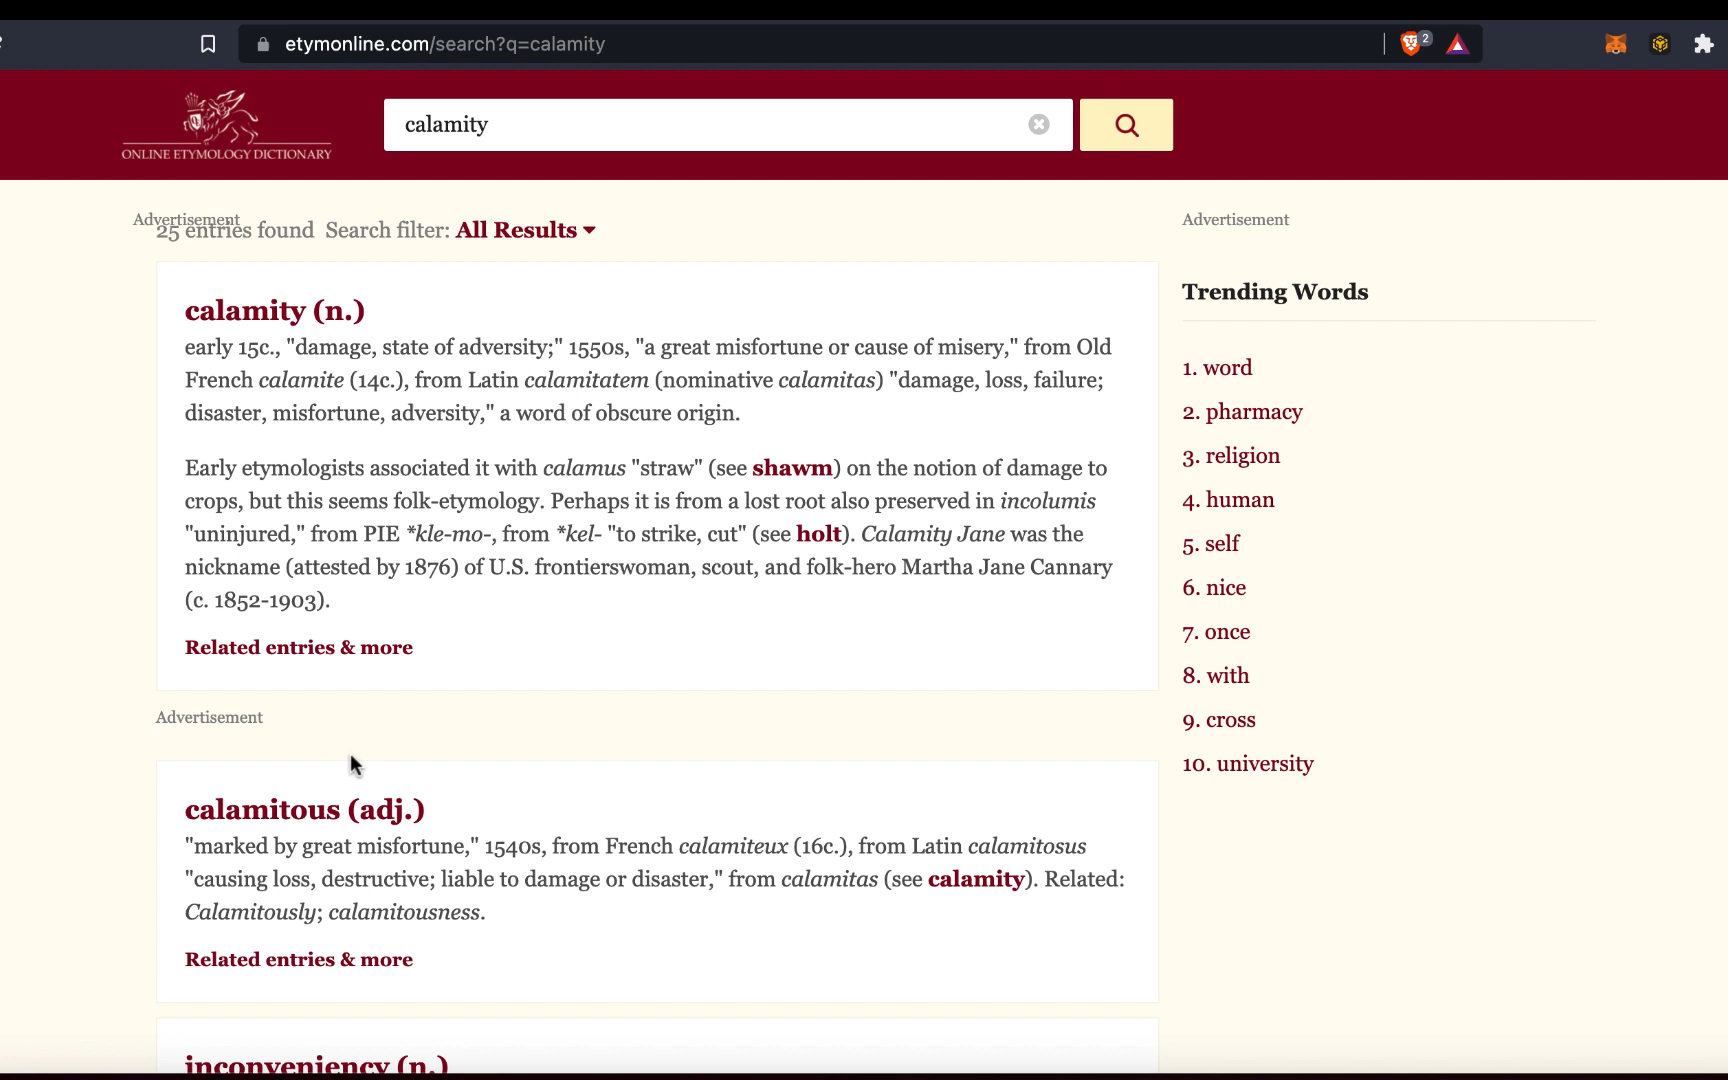 etymonline.com/search?q=calamity
2
ONLINE ETYMOLOGY DICTIONARY
calamity
Advertisement
25 entries found Search filter: All Results
calamity (n.)
early 15c., "damage, state of adversity;" 1550s, "a great misfortune or cause of misery," from Old
French calamite (14c.), from Latin calamitatem (nominative calamitas) "damage, loss, failure;
disaster, misfortune, adversity," a word of obscure origin.
Early etymologists associated it with calamus "straw" (see shawm) on the notion of damage to
crops, but this seems folk-etymology. Perhaps it is from a lost root also preserved in incolumis
"uninjured," from PIE *kle-mo-, from *kel- "to strike, cut" (see holt). Calamity Jane was the
nickname (attested by 1876) of U.S. frontierswoman, scout, and folk-hero Martha Jane Cannary
(c. 1852-1903).
Related entries & more
Advertisement
calamitous (adj.)
"marked by great misfortune," 1540s, from French calamiteux (16c.), from Latin calamitosus
"causing loss, destructive; liable to damage or disaster," from calamitas (see calamity). Related:
Calamitously; calamitousness.
Related entries & more
inconveniency (n.)
Advertisement
Trending Words
1. word
2. pharmacy
3. religion
4. human
5. self
6. nice
7. once
8. with
9. cross
10. university